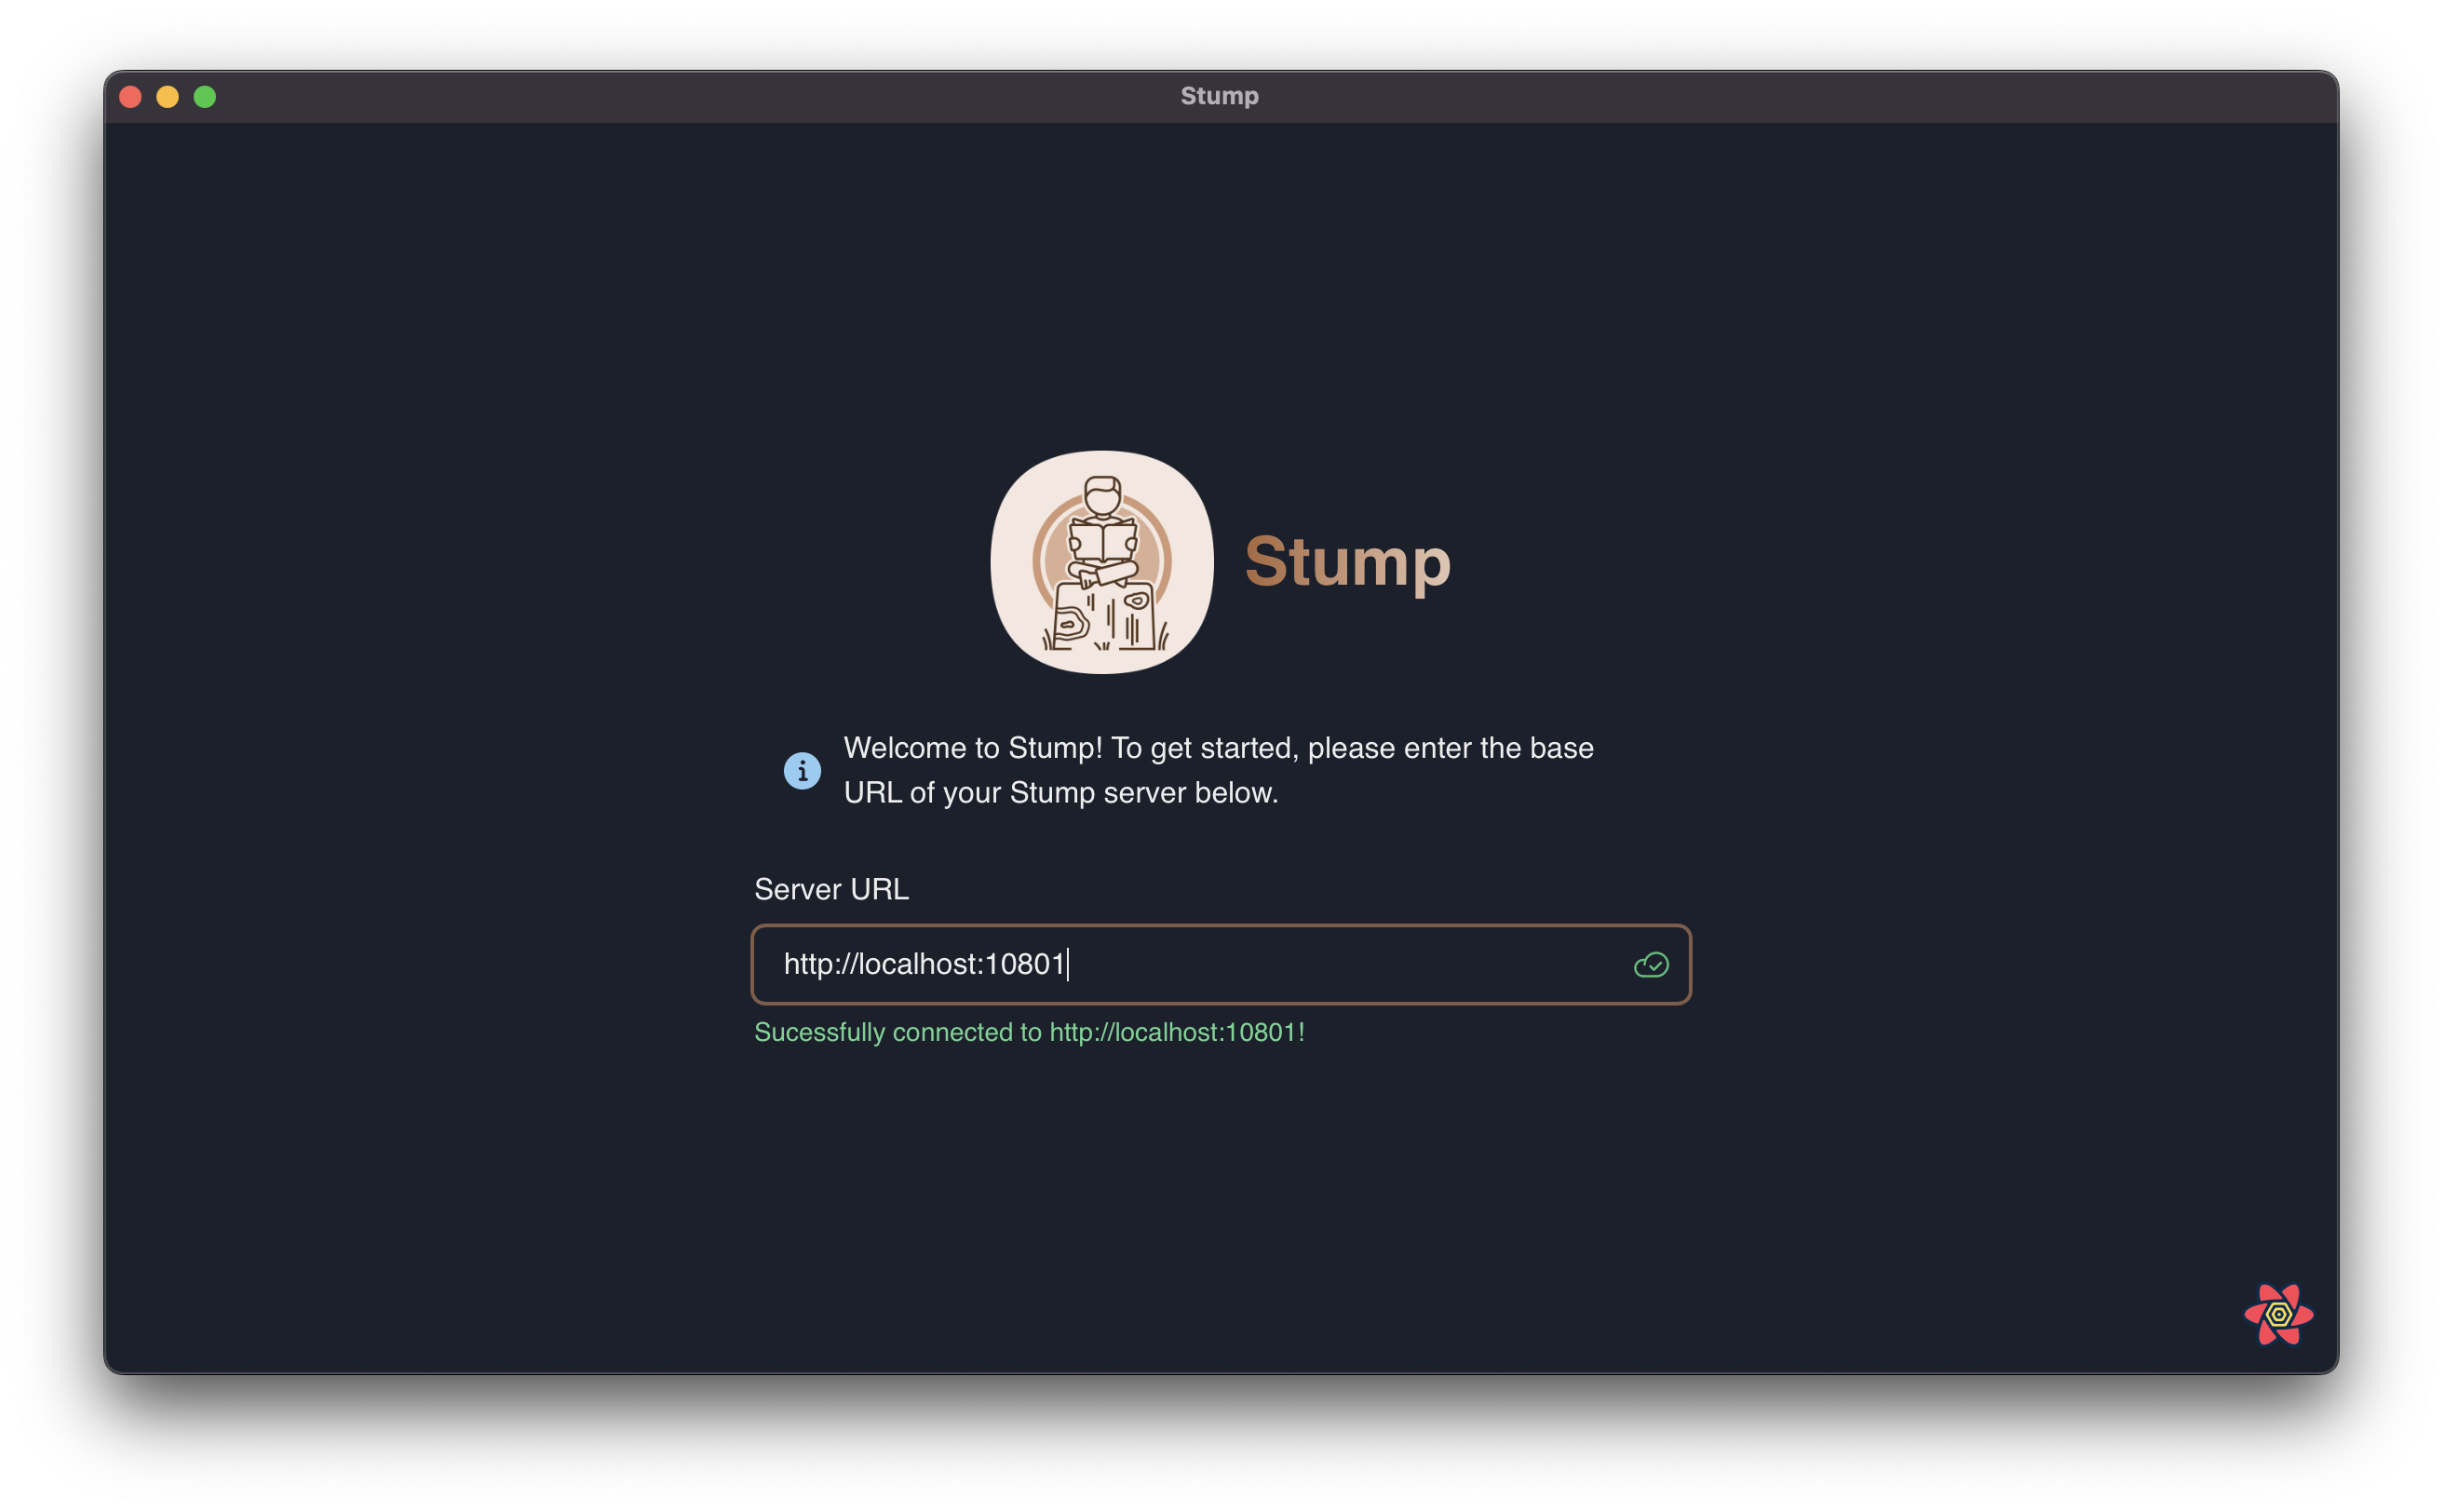 Stump
Stump
Welcome to Stump! To get started, please enter the base
URL of your Stump server below.
Server URL
http://localhost:10801
Sucessfully connected to http://localhost:10801!